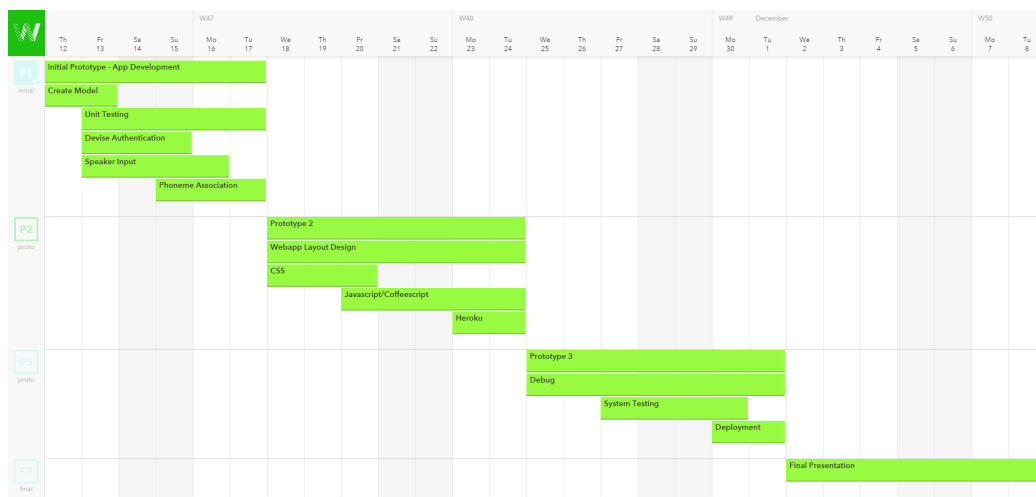 W47 W48 W49 December W50
Th Fr Sa Su Mo Tu We Th Fr Sa Su Mo Tu We Th Fr Sa Su Mo Tu We Th Fr Sa Su Mo Tu
12 13 14 15 16 17 18 19 20 21 22 23 24 25 26 27 28 29 30 1 2 3 4 5 6 7 8
W
P1
initial
Initial Prototype - App Development
Create Model
Unit Testing
Devise Authentication
Speaker Input
Phoneme Association
P2
proto
Prototype 2
Webapp Layout Design
CSS
Javascript/Coffeescript
Heroku
P3
proto
Prototype 3
Debug
System Testing
Deployment
FP
final
Final Presentation